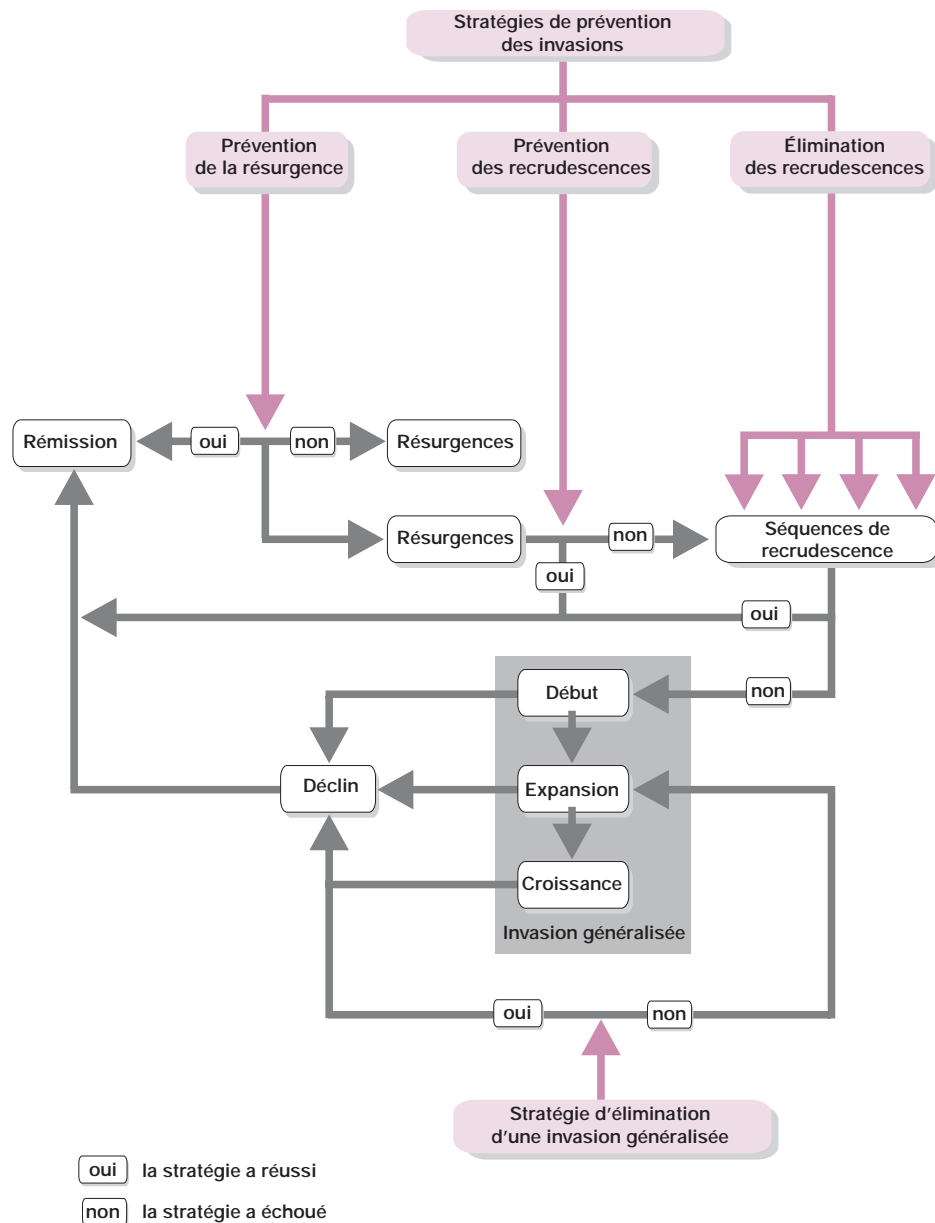 Stratégies de prévention
des invasions
Prévention
de la résurgence
Prévention
des recrudescences
Élimination
des recrudescences
Rémission
oui
non
Résurgences
Résurgences
non
Séquences de
recrudescence
oui
oui
Début
non
Déclin
Expansion
Croissance
Invasion généralisée
oui
non
Stratégie d'élimination
d'une invasion généralisée
oui la stratégie a réussi
non la stratégie a échoué